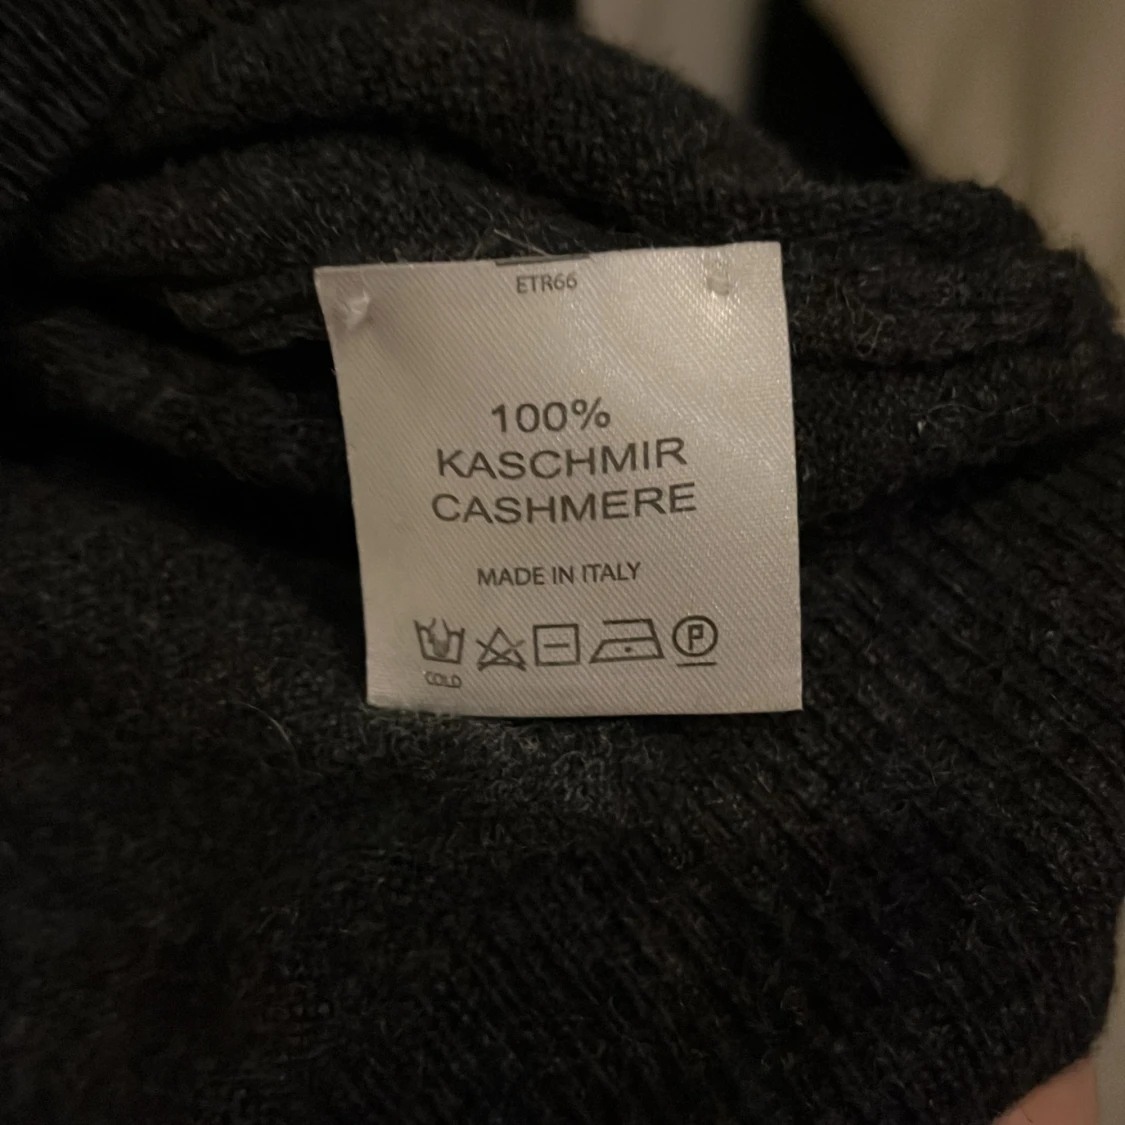 ETR66
100%
KASCHMIR
CASHMERE
MADE IN ITALY
P
COLD